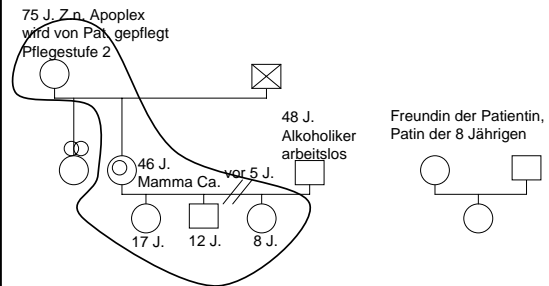 75 J. Z.n. Apoplex
wird von Pat. gepflegt
Pflegestufe 2
48 J.
Alkoholiker
arbeitslos
Freundin der Patientin,
Patin der 8 Jährigen
46 J.
Mamma Ca.
vor 5 J.
17 J.
12 J.
8 J.